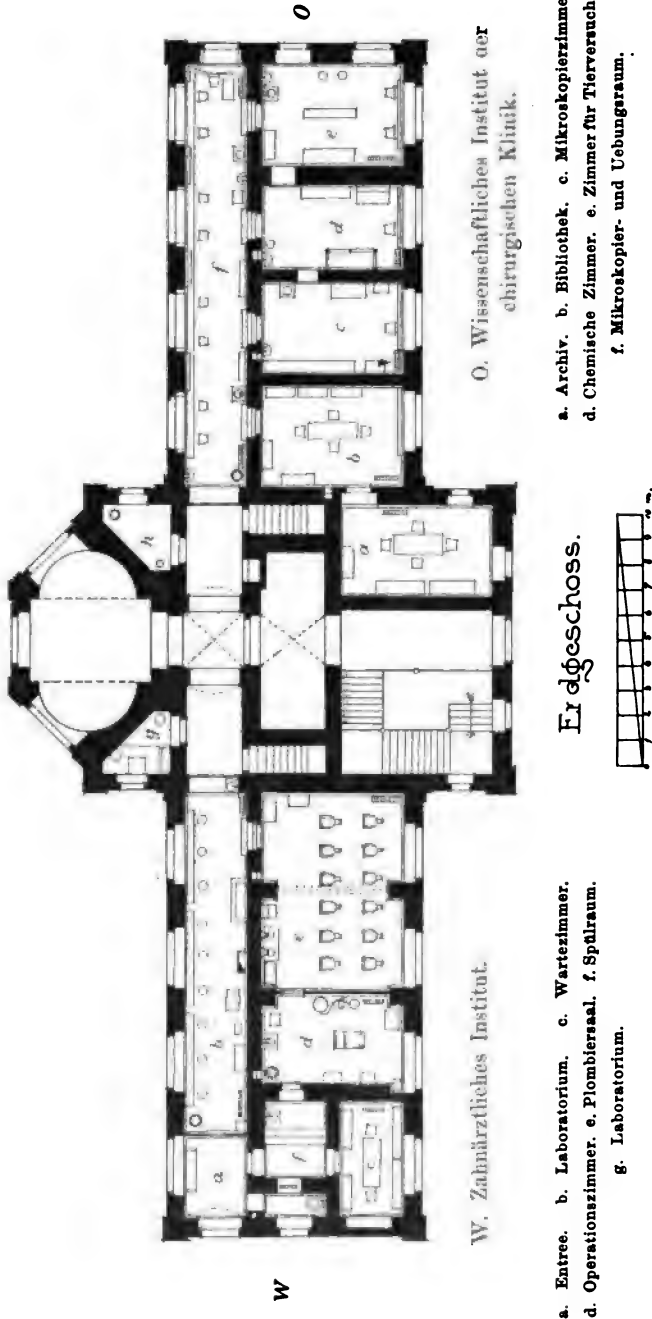 W
O
g
h
a
b
f
c
d
e
f
a
b
c
d
e
W. Zahnärztliches Institut.
a. Entree. b. Laboratorium. c. Wartezimmer.
d. Operationszimmer. e. Plombiersaal. f. Spülraum.
g. Laboratorium.
Erdgeschoss.
O. Wissenschaftliches Institut der
chirurgischen Klinik.
a. Archiv. b. Bibliothek. c. Mikroskopierzimme
d. Chemische Zimmer. e. Zimmer für Tierversuch
f. Mikroskopier- und Uebungsraum.